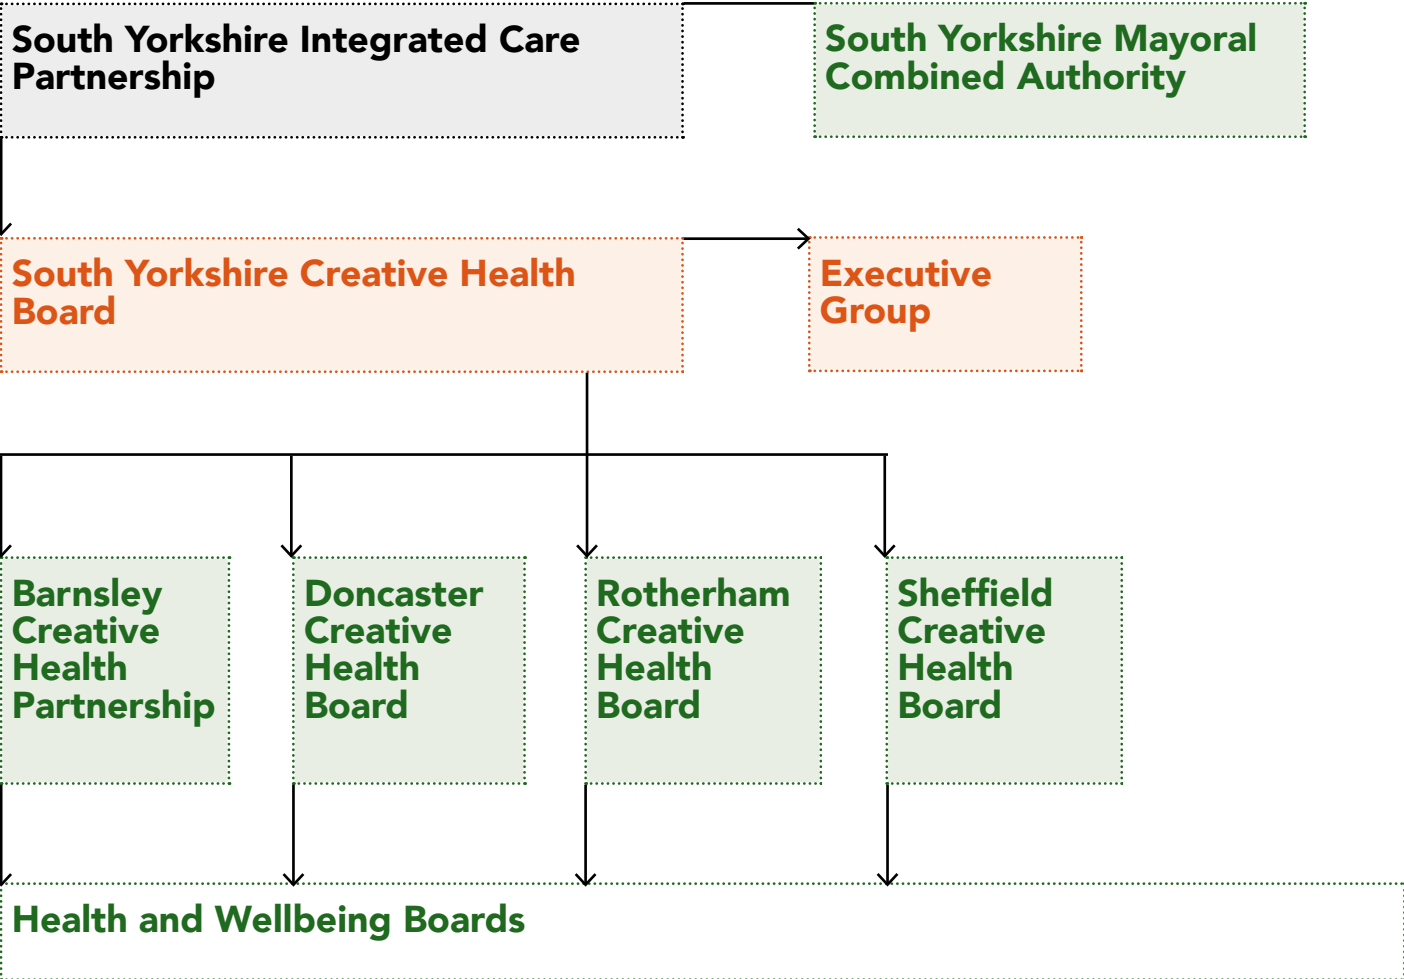 South Yorkshire Integrated Care
Partnership
South Yorkshire Mayoral
Combined Authority
South Yorkshire Creative Health
Board
Executive
Group
Barnsley
Creative
Health
Partnership
Doncaster
Creative
Health
Board
Rotherham
Creative
Health
Board
Sheffield
Creative
Health
Board
Health and Wellbeing Boards